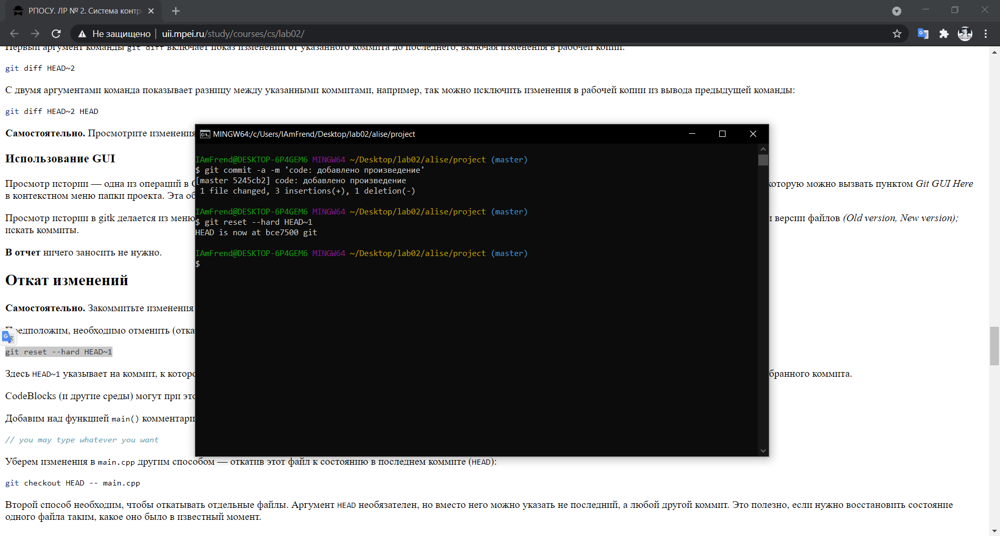 РПОСУ. ЛР № 2. Система контр
Не защищено
uii.mpei.ru/study/courses/cs/lab02/
Первый аргумент команды git diff включает показ изменений от указанного коммита до последнего, включая изменения в рабочей копии:
git diff HEAD~2
С двумя аргументами команда показывает разницу между указанными коммитами, например, так можно исключить изменения в рабочей копии из вывода предыдущей команды:
git diff HEAD~2 HEAD
Самостоятельно. Просмотрите изменения
Использование GUI
Просмотр истории — одна из операций в которую можно вызвать пунктом Git GUI Here
в контекстном меню папки проекта. Эта
Просмотр истории в gitk делается из меню версии файлов (Old version, New version);
искать коммиты.
В отчет ничего заносить не нужно.
Откат изменений
Самостоятельно. Закоммитьте изменения
Предположим, необходимо отменить (отка
git reset --hard HEAD~1
Здесь HEAD~1 указывает на коммит, к которо бранного коммита.
CodeBlocks (и другие среды) могут при это
Добавим над функцией main() комментари
// you may type whatever you want
Уберем изменения в main.cpp другим способом — откатив этот файл к состоянию в последнем коммите (HEAD):
git checkout HEAD -- main.cpp
Второй способ необходим, чтобы откатывать отдельные файлы. Аргумент HEAD необязателен, но вместо него можно указать не последний, а любой другой коммит. Это полезно, если нужно восстановить состояние
одного файла таким, какое оно было в известный момент.
MINGW64:/c/Users/IAmFrend/Desktop/lab02/alise/project
IAmFrend@DESKTOP-6P4GEM6 MINGW64 ~/Desktop/lab02/alise/project (master)
$ git commit -a -m 'code: добавлено произведение'
[master 5245cb2] code: добавлено произведение
1 file changed, 3 insertions(+), 1 deletion(-)
IAmFrend@DESKTOP-6P4GEM6 MINGW64 ~/Desktop/lab02/alise/project (master)
$ git reset --hard HEAD~1
HEAD is now at bce7500 git
IAmFrend@DESKTOP-6P4GEM6 MINGW64 ~/Desktop/lab02/alise/project (master)
$